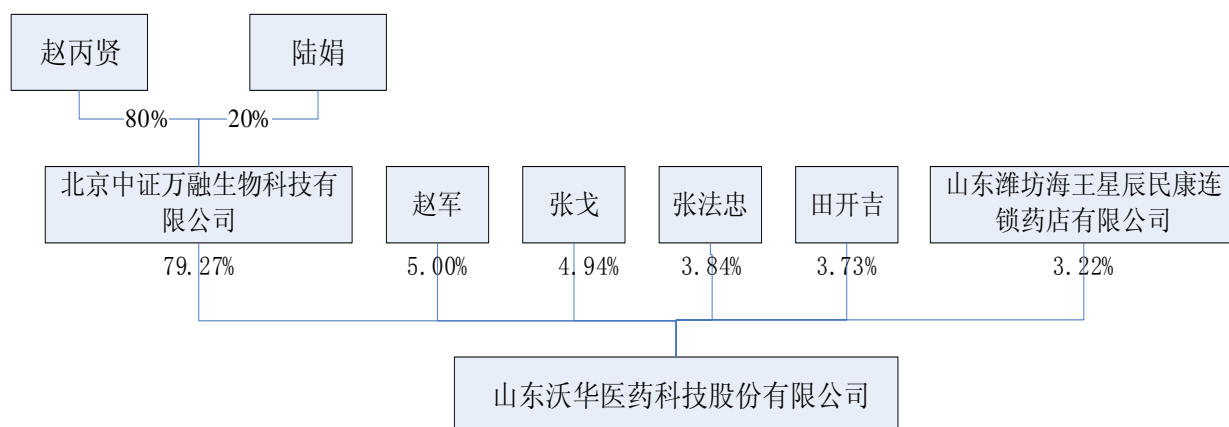 赵丙贤
陆娟
80%
20%
北京中证万融生物科技有
限公司
赵军
张戈
张法忠
田开吉
山东潍坊海王星辰民康连
锁药店有限公司
79.27%
5.00%
4.94%
3.84%
3.73%
3.22%
山东沃华医药科技股份有限公司